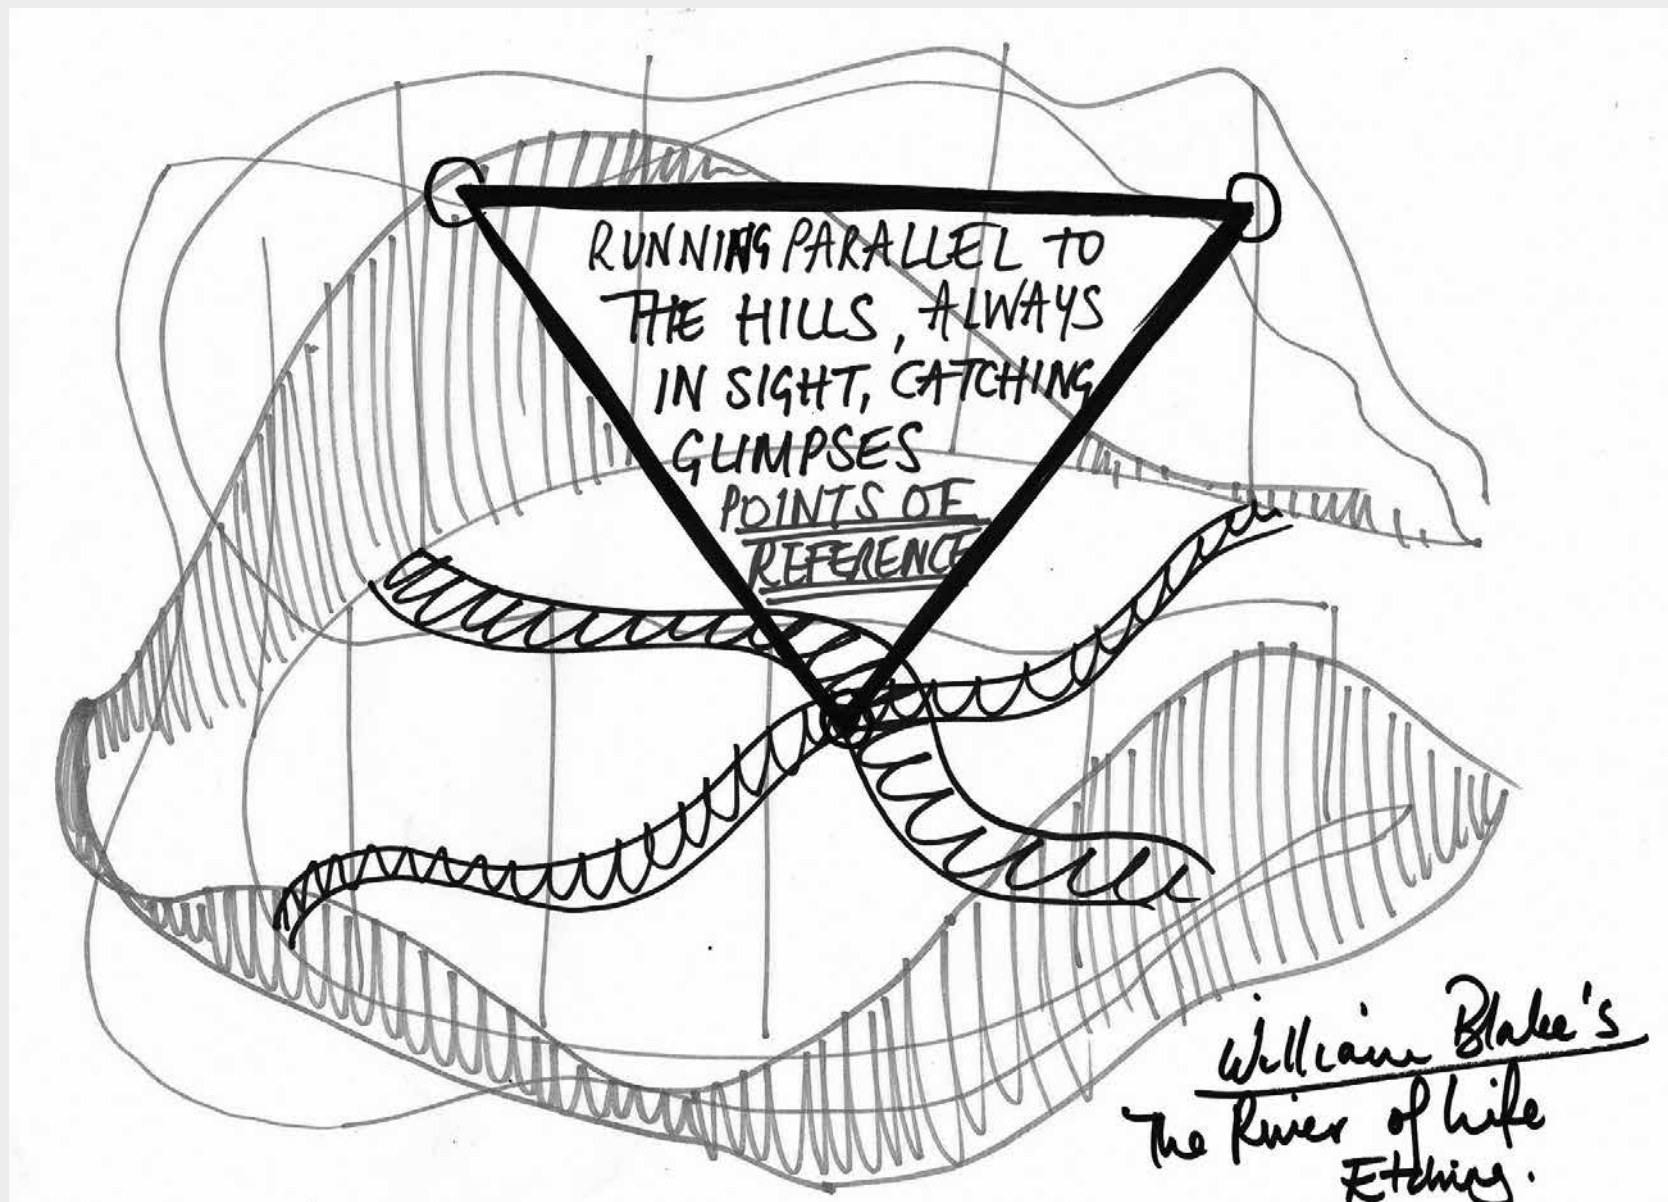 RUNNING PARALLEL TO
THE HILLS, ALWAYS
IN SIGHT, CATCHING
GLIMPSES
POINTS OF
REFERENCE
William Blake's
The River of Life
Etching.